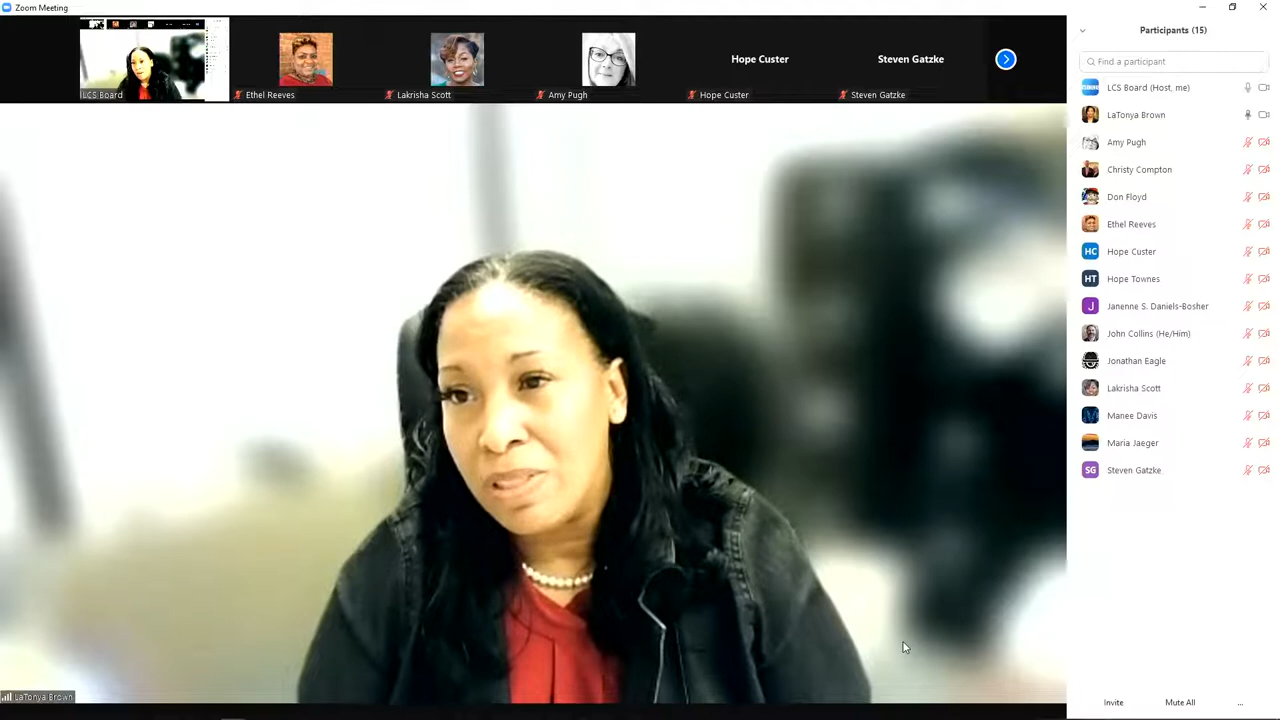 Zoom Meeting
LCS Board
Ethel Reeves
Lakrisha Scott
Amy Pugh
Hope Custer
Hope Custer
Steven Gatzke
Steven Gatzke
LaTonya Brown
Participants (15)
Find a participant
LCS Board (Host, me)
LaTonya Brown
Amy Pugh
Christy Compton
Don Floyd
Ethel Reeves
HC Hope Custer
HT Hope Townes
J Janenne S. Daniels-Bosher
John Collins (He/Him)
Jonathan Eagle
Lakrisha Scott
Manee Davis
Maria Jaeger
SG Steven Gatzke
Invite Mute All ...